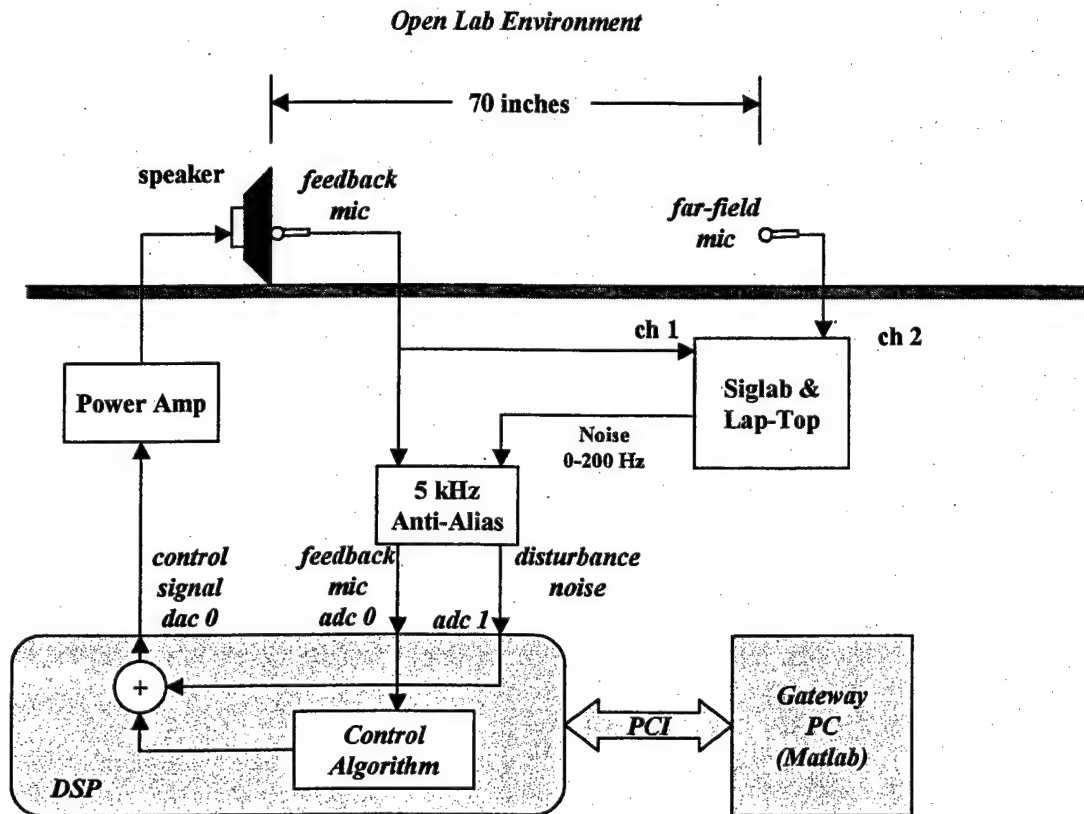 Open Lab Environment
70 inches
speaker
feedback
mic
far-field
mic
ch 1
ch 2
Power Amp
Siglab &
Lap-Top
Noise
0-200 Hz
5 kHz
Anti-Alias
control
signal
dac 0
feedback
mic
adc 0
disturbance
noise
adc 1
+
Control
Algorithm
DSP
PCI
Gateway
PC
(Matlab)